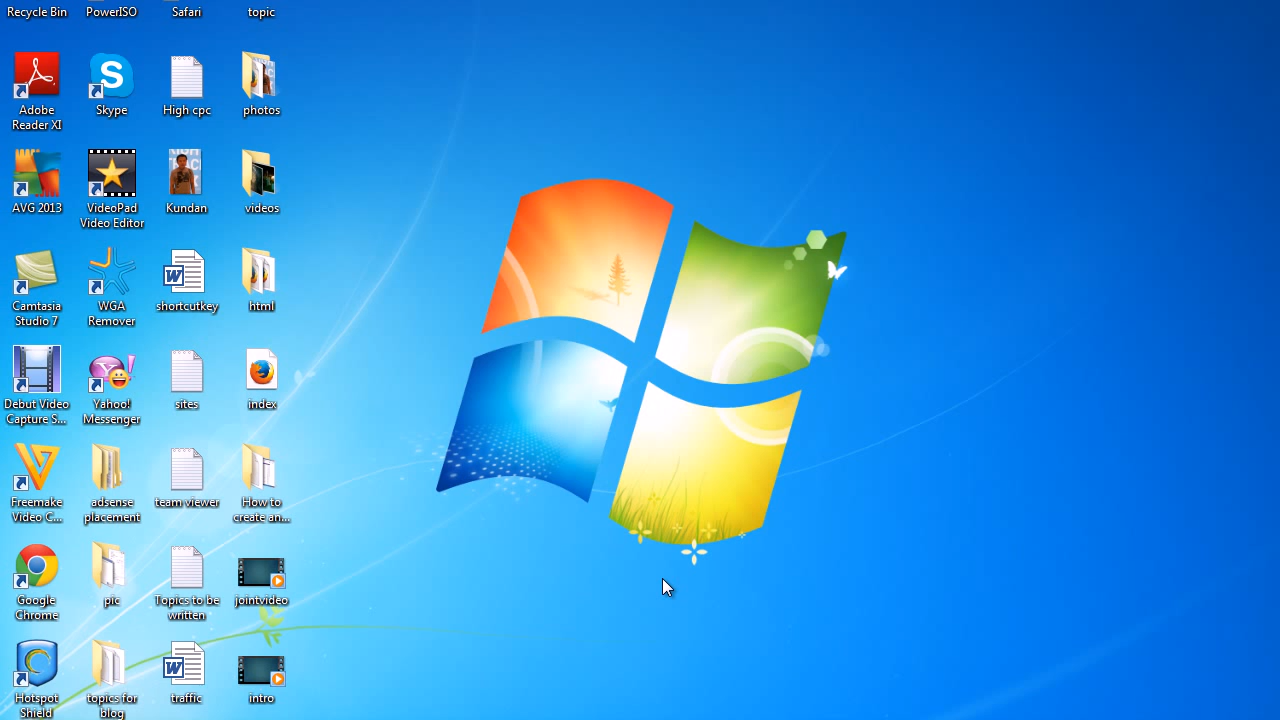 Recycle Bin
PowerISO
Safari
topic
Adobe
Reader XI
Skype
High cpc
photos
AVG 2013
VideoPad
Video Editor
Kundan
videos
Camtasia
Studio 7
WGA
Remover
shortcutkey
html
Debut Video
Capture S...
Yahoo!
Messenger
sites
index
Freemake
Video C...
adsense
placement
team viewer
How to
create an...
Google
Chrome
pic
Topics to be
written
jointvideo
Hotspot
Shield
topics for
blog
traffic
intro